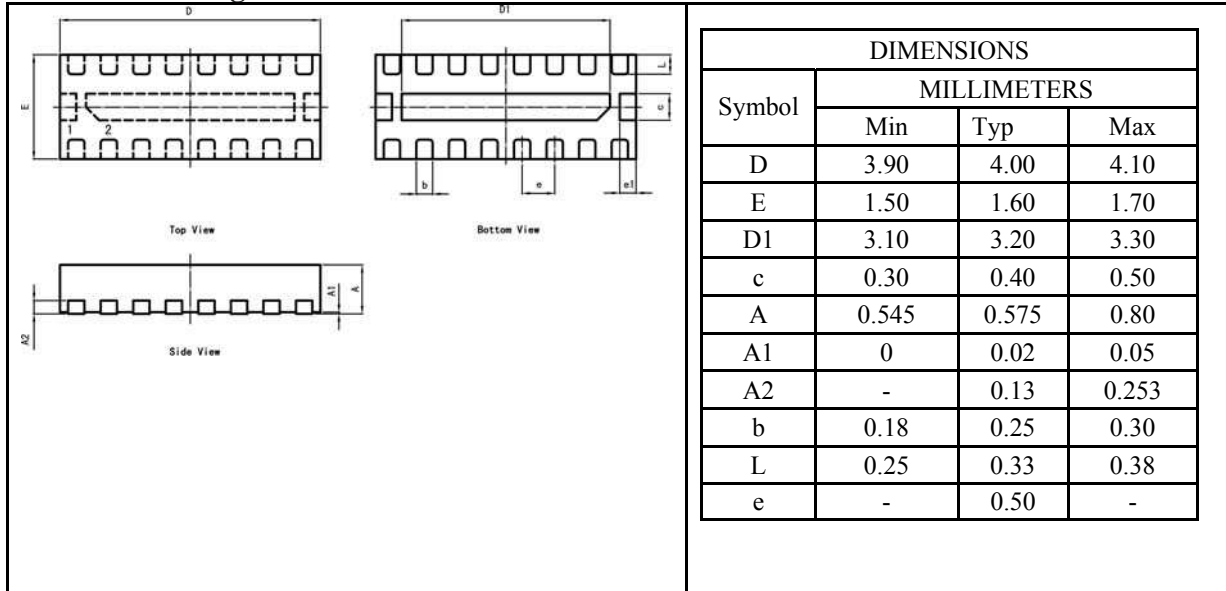 D
D1
E
1 2
L
c
b
e
e1
Top View
Bottom View
A2
A1
A
Side View
DIMENSIONS
Symbol MILLIMETERS
Min Typ Max
D 3.90 4.00 4.10
E 1.50 1.60 1.70
D1 3.10 3.20 3.30
c 0.30 0.40 0.50
A 0.545 0.575 0.80
A1 0 0.02 0.05
A2 - 0.13 0.253
b 0.18 0.25 0.30
L 0.25 0.33 0.38
e - 0.50 -